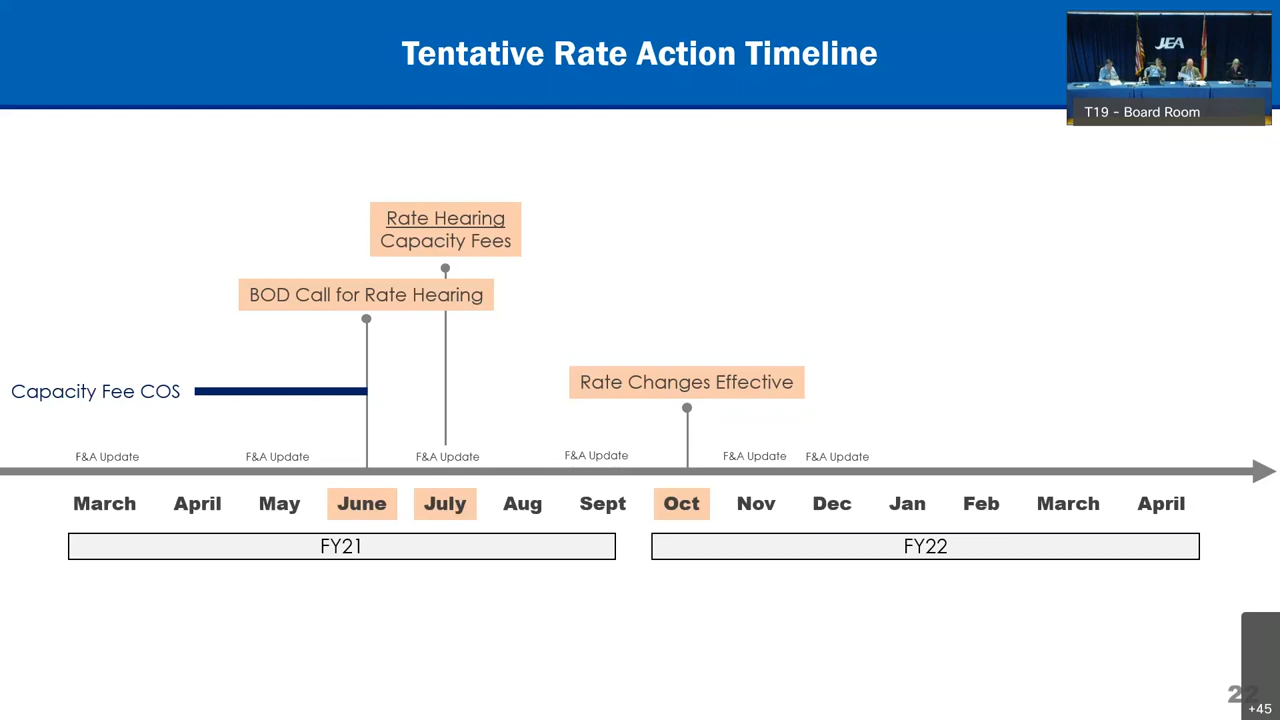 Tentative Rate Action Timeline
JEA
T19 - Board Room
Rate Hearing
Capacity Fees
BOD Call for Rate Hearing
Rate Changes Effective
Capacity Fee COS
F&A Update F&A Update F&A Update F&A Update F&A Update F&A Update
March April May June July Aug Sept Oct Nov Dec Jan Feb March April
FY21 FY22
22
+45